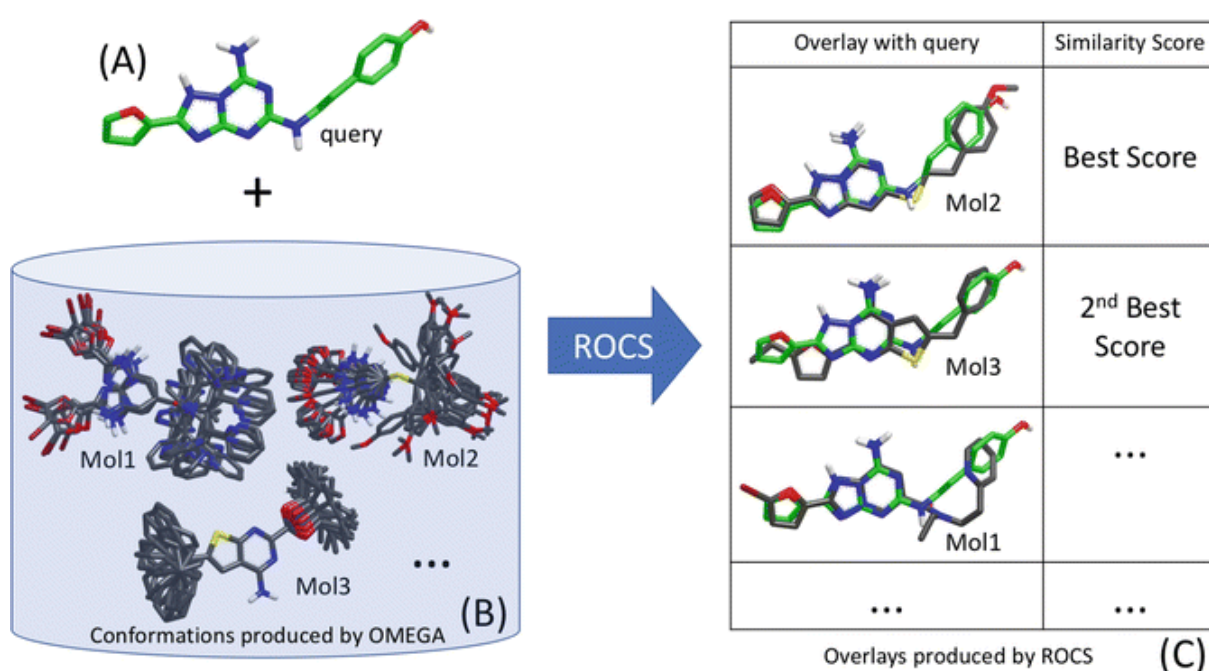 (A)
query
+
Mol1
Mol2
Mol3
...
(B)
Conformations produced by OMEGA
ROCS
Overlay with query
Similarity Score
Mol2
Best Score
Mol3
2nd Best
Score
Mol1
...
...
...
Overlays produced by ROCS
(C)